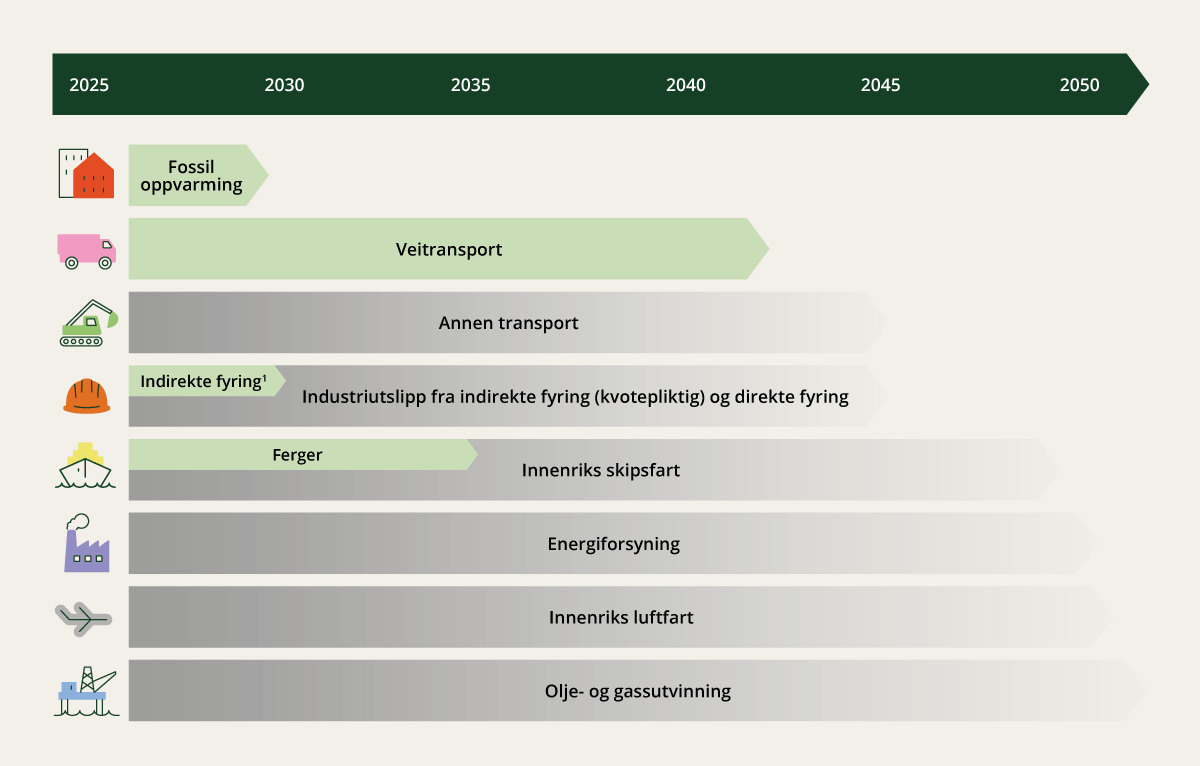 2025 2030 2035 2040 2045 2050
Fossil
oppvarming
Veitransport
Annen transport
Indirekte fyring¹
Industriutslipp fra indirekte fyring (kvotepliktig) og direkte fyring
Ferger
Innenriks skipsfart
Energiforsyning
Innenriks luftfart
Olje- og gassutvinning